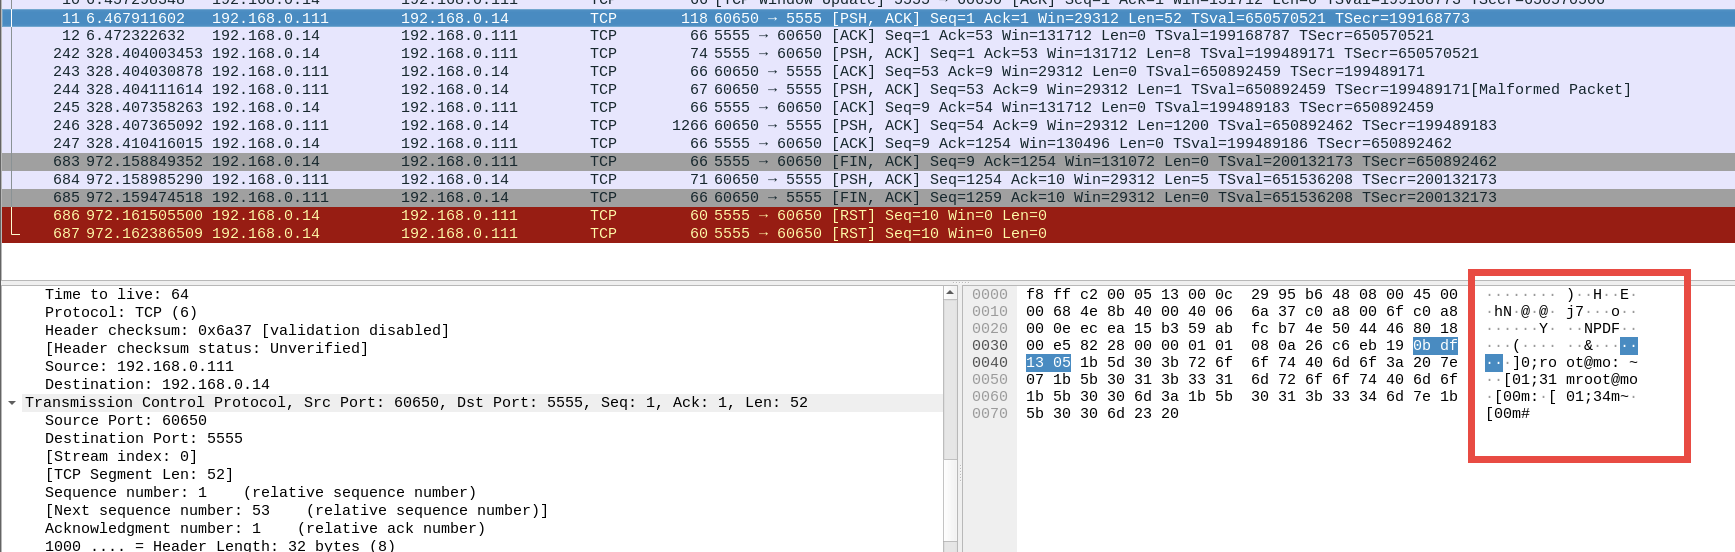 10 6.457298348 192.168.0.14 192.168.0.111 TCP 66 [TCP Window Update] 5555 → 60650 [ACK] Seq=1 Ack=1 Win=131712 Len=0 TSval=199168773 TSecr=650570506
11 6.467911602 192.168.0.111 192.168.0.14 TCP 118 60650 → 5555 [PSH, ACK] Seq=1 Ack=1 Win=29312 Len=52 TSval=650570521 TSecr=199168773
12 6.472322632 192.168.0.14 192.168.0.111 TCP 66 5555 → 60650 [ACK] Seq=1 Ack=53 Win=131712 Len=0 TSval=199168787 TSecr=650570521
242 328.404003453 192.168.0.14 192.168.0.111 TCP 74 5555 → 60650 [PSH, ACK] Seq=1 Ack=53 Win=131712 Len=8 TSval=199489171 TSecr=650570521
243 328.404030878 192.168.0.111 192.168.0.14 TCP 66 60650 → 5555 [ACK] Seq=53 Ack=9 Win=29312 Len=0 TSval=650892459 TSecr=199489171
244 328.404111614 192.168.0.111 192.168.0.14 TCP 67 60650 → 5555 [PSH, ACK] Seq=53 Ack=9 Win=29312 Len=1 TSval=650892459 TSecr=199489171[Malformed Packet]
245 328.407358263 192.168.0.14 192.168.0.111 TCP 66 5555 → 60650 [ACK] Seq=9 Ack=54 Win=131712 Len=0 TSval=199489183 TSecr=650892459
246 328.407365092 192.168.0.111 192.168.0.14 TCP 1266 60650 → 5555 [PSH, ACK] Seq=54 Ack=9 Win=29312 Len=1200 TSval=650892462 TSecr=199489183
247 328.410416015 192.168.0.14 192.168.0.111 TCP 66 5555 → 60650 [ACK] Seq=9 Ack=1254 Win=130496 Len=0 TSval=199489186 TSecr=650892462
683 972.158849352 192.168.0.14 192.168.0.111 TCP 66 5555 → 60650 [FIN, ACK] Seq=9 Ack=1254 Win=131072 Len=0 TSval=200132173 TSecr=650892462
684 972.158985290 192.168.0.111 192.168.0.14 TCP 71 60650 → 5555 [PSH, ACK] Seq=1254 Ack=10 Win=29312 Len=5 TSval=651536208 TSecr=200132173
685 972.159474518 192.168.0.111 192.168.0.14 TCP 66 60650 → 5555 [FIN, ACK] Seq=1259 Ack=10 Win=29312 Len=0 TSval=651536208 TSecr=200132173
686 972.161505500 192.168.0.14 192.168.0.111 TCP 60 5555 → 60650 [RST] Seq=10 Win=0 Len=0
687 972.162386509 192.168.0.14 192.168.0.111 TCP 60 5555 → 60650 [RST] Seq=10 Win=0 Len=0
Time to live: 64
Protocol: TCP (6)
Header checksum: 0x6a37 [validation disabled]
[Header checksum status: Unverified]
Source: 192.168.0.111
Destination: 192.168.0.14
Transmission Control Protocol, Src Port: 60650, Dst Port: 5555, Seq: 1, Ack: 1, Len: 52
Source Port: 60650
Destination Port: 5555
[Stream index: 0]
[TCP Segment Len: 52]
Sequence number: 1 (relative sequence number)
[Next sequence number: 53 (relative sequence number)]
Acknowledgment number: 1 (relative ack number)
1000 .... = Header Length: 32 bytes (8)
0000 f8 ff c2 00 05 13 00 0c 29 95 b6 48 08 00 45 00 ········ )··H··E·
0010 00 68 4e 8b 40 00 40 06 6a 37 c0 a8 00 6f c0 a8 ·hN·@·@· j7···o··
0020 00 0e ec ea 15 b3 59 ab fc b7 4e 50 44 46 80 18 ······Y· ··NPDF··
0030 00 e5 82 28 00 00 01 01 08 0a 26 c6 eb 19 0b df ···(···· ··&·····
0040 13 05 1b 5d 30 3b 72 6f 6f 74 40 6d 6f 3a 20 7e ···]0;ro ot@mo: ~
0050 07 1b 5b 30 31 3b 33 31 6d 72 6f 6f 74 40 6d 6f ··[01;31 mroot@mo
0060 1b 5b 30 30 6d 3a 1b 5b 30 31 3b 33 34 6d 7e 1b ·[00m:·[ 01;34m~·
0070 5b 30 30 6d 23 20 [00m#